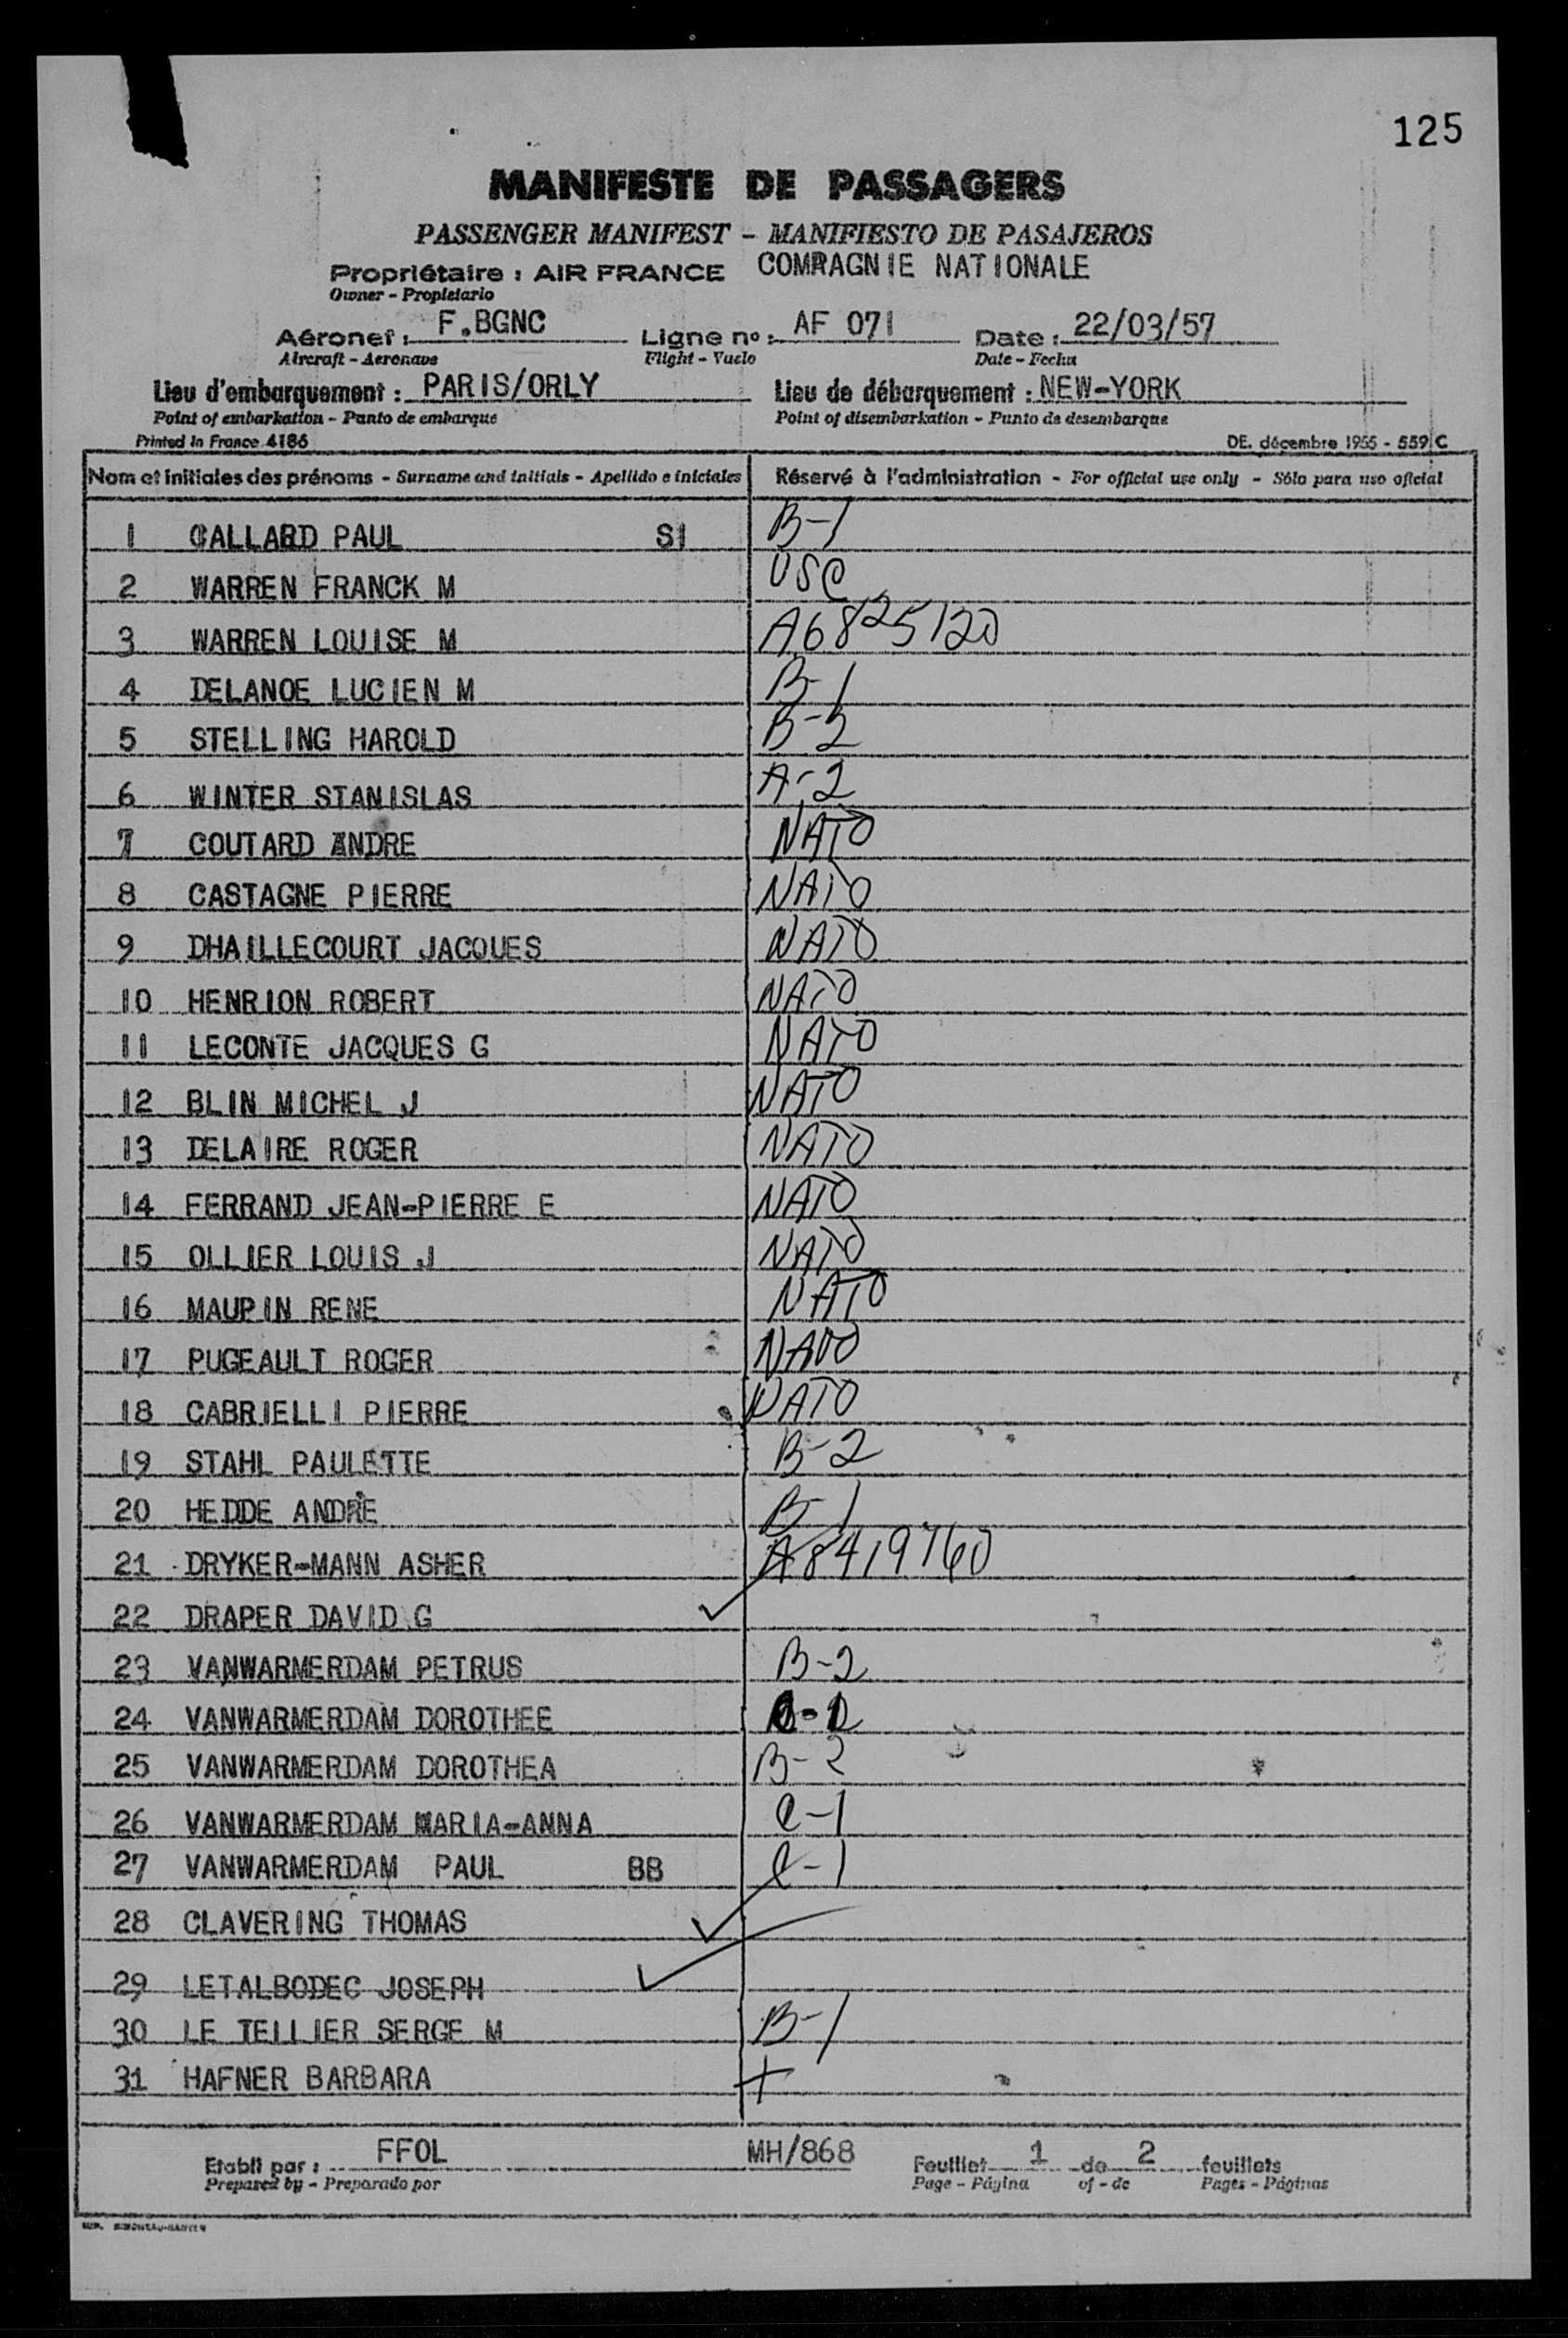 125
MANIFESTE DE PASSAGERS
PASSENGER MANIFEST - MANIFIESTO DE PASAJEROS
Propriétaire : AIR FRANCE COMPAGNIE NATIONALE
Owner - Propietario
Aéronef : F.BGNC Ligne nº : AF 071 Date : 22/03/57
Aircraft - Aeronave Flight - Vuelo Date - Fecha
Lieu d'embarquement : PARIS/ORLY Lieu de débarquement : NEW-YORK
Point of embarkation - Punto de embarque Point of disembarkation - Punto de desembarque
Printed in France 4186 DE. décembre 1955 - 559 C
Nom et initiales des prénoms - Surname and initials - Apellido e iniciales Réservé à l'administration - For official use only - Sólo para uso oficial
1 CALLARD PAUL S1 B-1
2 WARREN FRANCK M USC
3 WARREN LOUISE M A6825120
4 DELANOE LUCIEN M B-1
5 STELLING HAROLD B-2
6 WINTER STANISLAS A-2
7 COUTARD ANDRE NATO
8 CASTAGNE PIERRE NATO
9 DHAILLECOURT JACQUES NATO
10 HENRION ROBERT NATO
11 LECONTE JACQUES G NATO
12 BLIN MICHEL J NATO
13 DELAIRE ROGER NATO
14 FERRAND JEAN-PIERRE E NATO
15 OLLIER LOUIS J NATO
16 MAUPIN RENE NATO
17 PUGEAULT ROGER NATO
18 CABRIELLI PIERRE NATO
19 STAHL PAULETTE B-2
20 HEDDE ANDRE B-1
21 DRYKER-MANN ASHER A8419760
22 DRAPER DAVID G
23 VANWARMERDAM PETRUS B-2
24 VANWARMERDAM DOROTHEE
25 VANWARMERDAM DOROTHEA B-2
26 VANWARMERDAM MARIA-ANNA C-1
27 VANWARMERDAM PAUL BB C-1
28 CLAVERING THOMAS
29 LETALBODEC JOSEPH
30 LE TELLIER SERGE M B-1
31 HAFNER BARBARA +
Etabli par : FFOL MH/868 Feuillet 1 de 2 feuillets
Prepared by - Preparado por Page - Página of - de Pages - Páginas